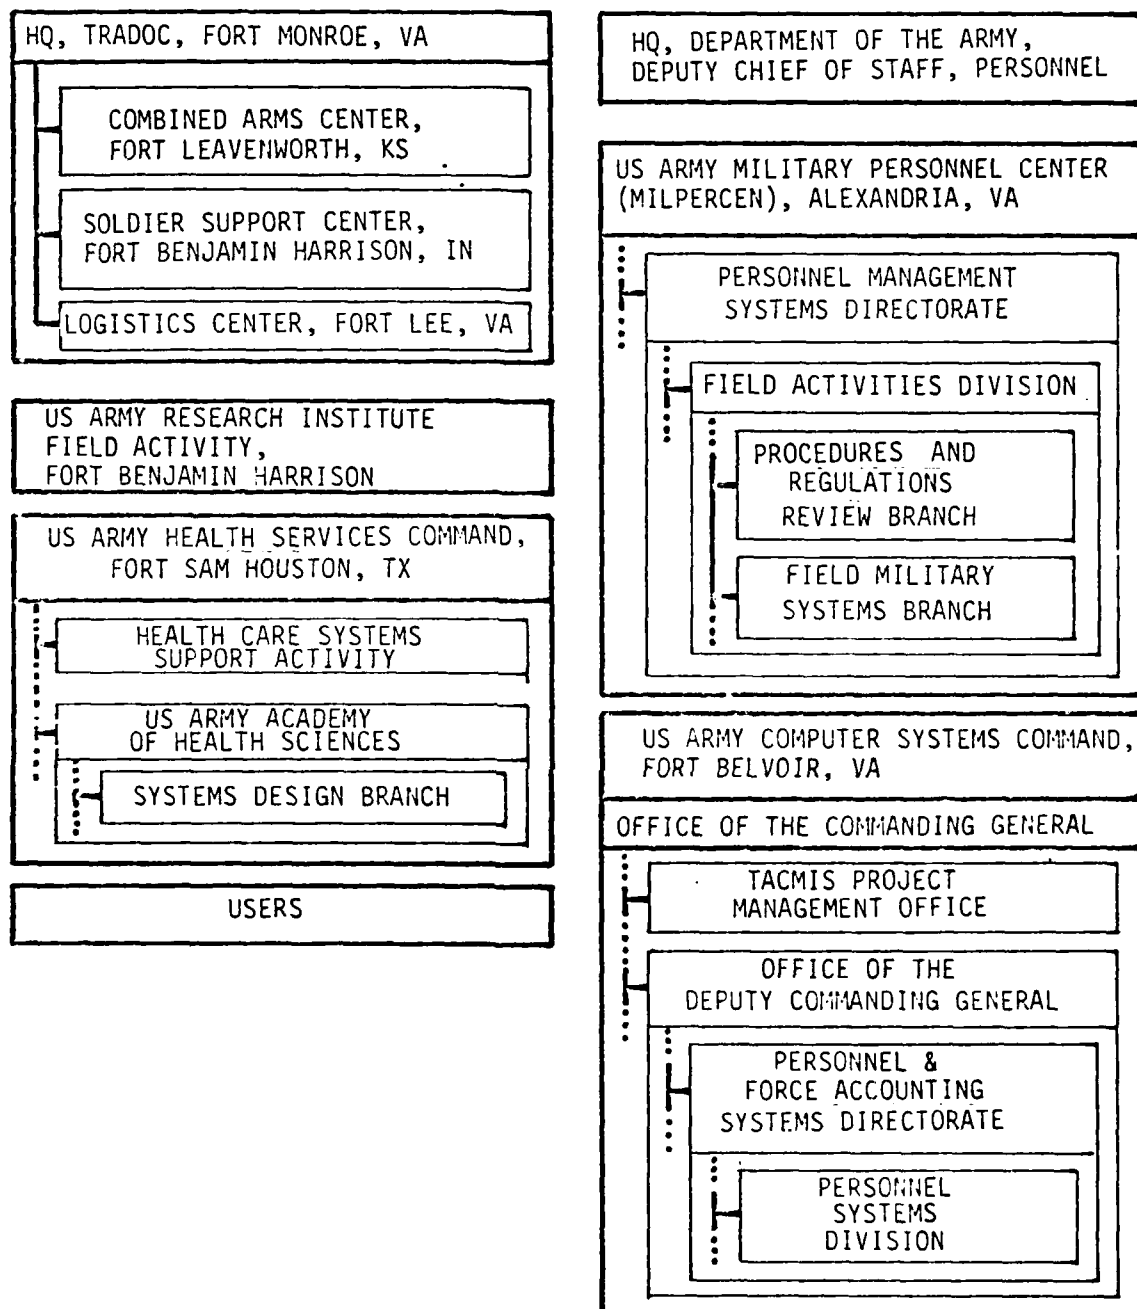 HQ, TRADOC, FORT MONROE, VA
COMBINED ARMS CENTER,
FORT LEAVENWORTH, KS
SOLDIER SUPPORT CENTER,
FORT BENJAMIN HARRISON, IN
LOGISTICS CENTER, FORT LEE, VA
US ARMY RESEARCH INSTITUTE
FIELD ACTIVITY,
FORT BENJAMIN HARRISON
US ARMY HEALTH SERVICES COMMAND,
FORT SAM HOUSTON, TX
HEALTH CARE SYSTEMS
SUPPORT ACTIVITY
US ARMY ACADEMY
OF HEALTH SCIENCES
SYSTEMS DESIGN BRANCH
USERS
HQ, DEPARTMENT OF THE ARMY,
DEPUTY CHIEF OF STAFF, PERSONNEL
US ARMY MILITARY PERSONNEL CENTER
(MILPERCEN), ALEXANDRIA, VA
PERSONNEL MANAGEMENT
SYSTEMS DIRECTORATE
FIELD ACTIVITIES DIVISION
PROCEDURES AND
REGULATIONS
REVIEW BRANCH
FIELD MILITARY
SYSTEMS BRANCH
US ARMY COMPUTER SYSTEMS COMMAND,
FORT BELVOIR, VA
OFFICE OF THE COMMANDING GENERAL
TACMIS PROJECT
MANAGEMENT OFFICE
OFFICE OF THE
DEPUTY COMMANDING GENERAL
PERSONNEL &
FORCE ACCOUNTING
SYSTEMS DIRECTORATE
PERSONNEL
SYSTEMS
DIVISION